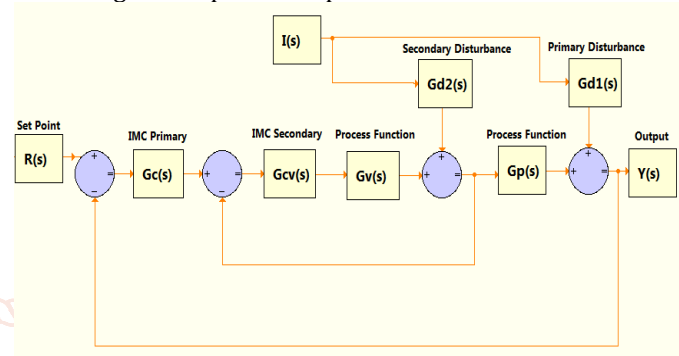 I(s)
Secondary Disturbance
Primary Disturbance
Gd2(s)
Gd1(s)
Set Point
IMC Primary
IMC Secondary
Process Function
Process Function
Output
R(s)
+
−
=
Gc(s)
+
−
=
Gcv(s)
Gv(s)
+
+
=
Gp(s)
+
+
=
Y(s)